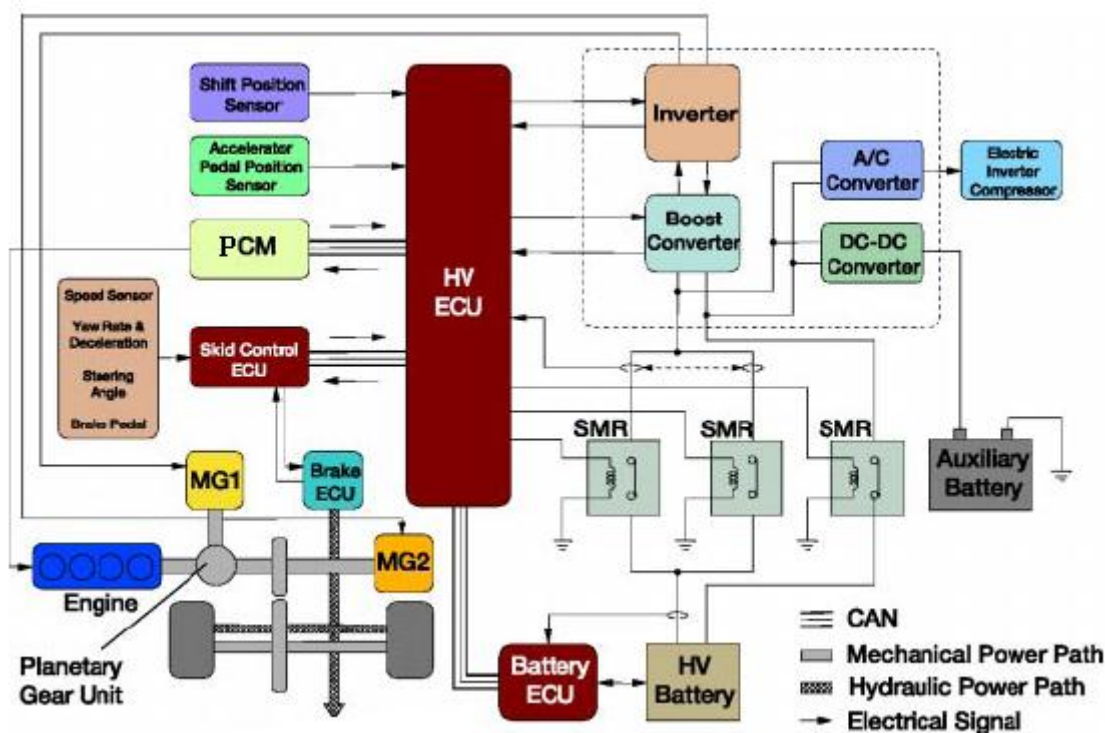 Shift Position
Sensor
Accelerator
Pedal Position
Sensor
PCM
Speed Sensor
Yaw Rate &
Deceleration
Steering
Angle
Brake Pedal
Skid Control
ECU
HV
ECU
Inverter
Boost
Converter
A/C
Converter
Electric
Inverter
Compressor
DC-DC
Converter
SMR
SMR
SMR
Auxiliary
Battery
MG1
Brake
ECU
MG2
Engine
Planetary
Gear Unit
Battery
ECU
HV
Battery
CAN
Mechanical Power Path
Hydraulic Power Path
Electrical Signal